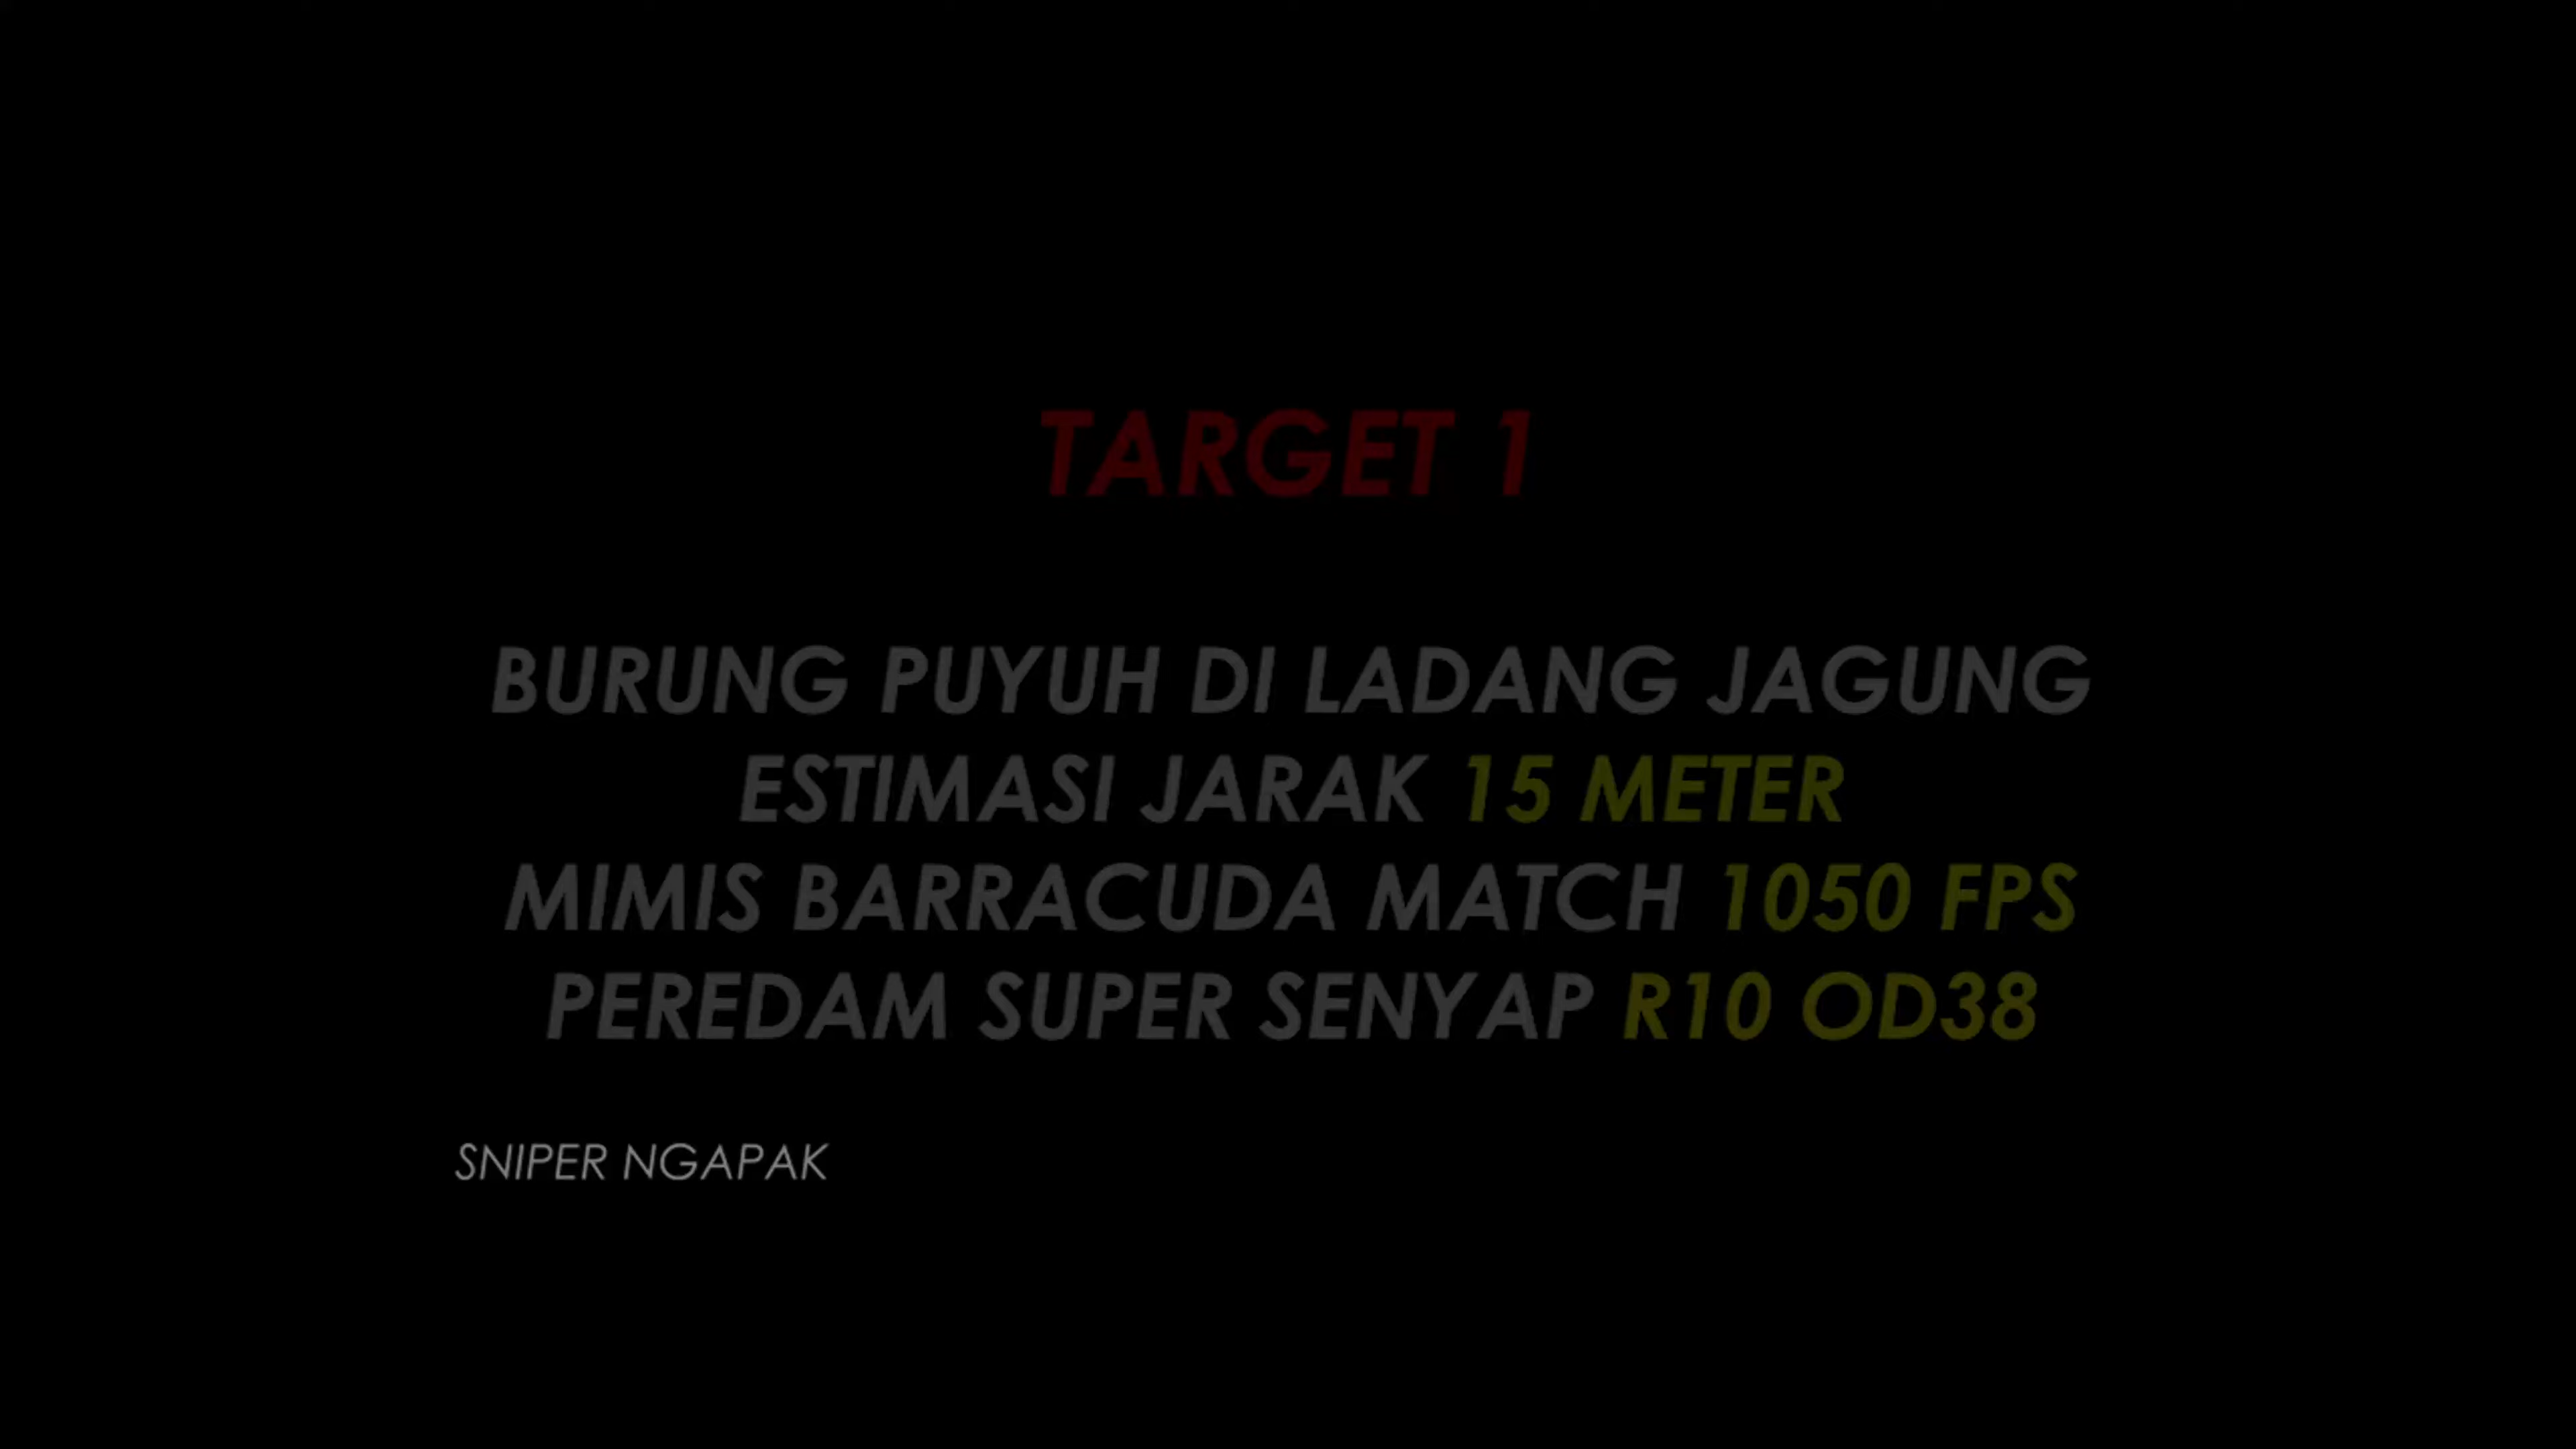 TARGET 1
BURUNG PUYUH DI LADANG JAGUNG
ESTIMASI JARAK 15 METER
MIMIS BARRACUDA MATCH 1050 FPS
PEREDAM SUPER SENYAP R10 OD38
SNIPER NGAPAK